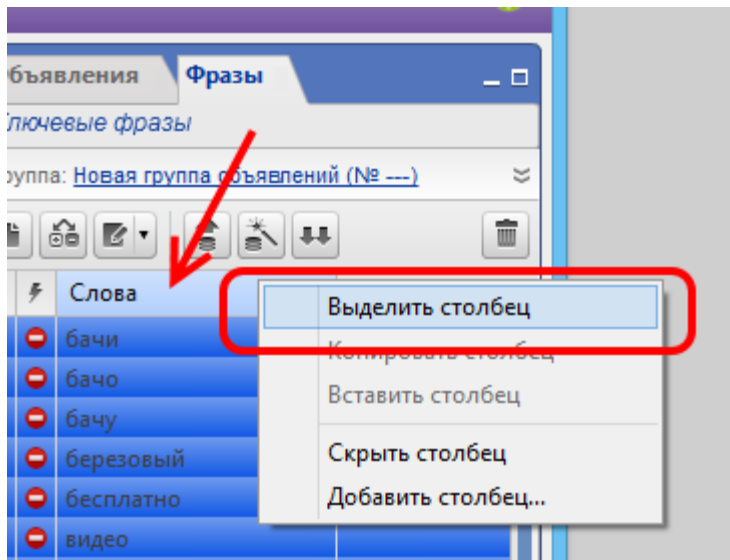 бъявления Фразы
лючевые фразы
руппа: Новая группа объявлений (№ ---)
Слова
Выделить столбец
Копировать столбец
Вставить столбец
Скрыть столбец
Добавить столбец...
бачи
бачо
бачу
березовый
бесплатно
видео